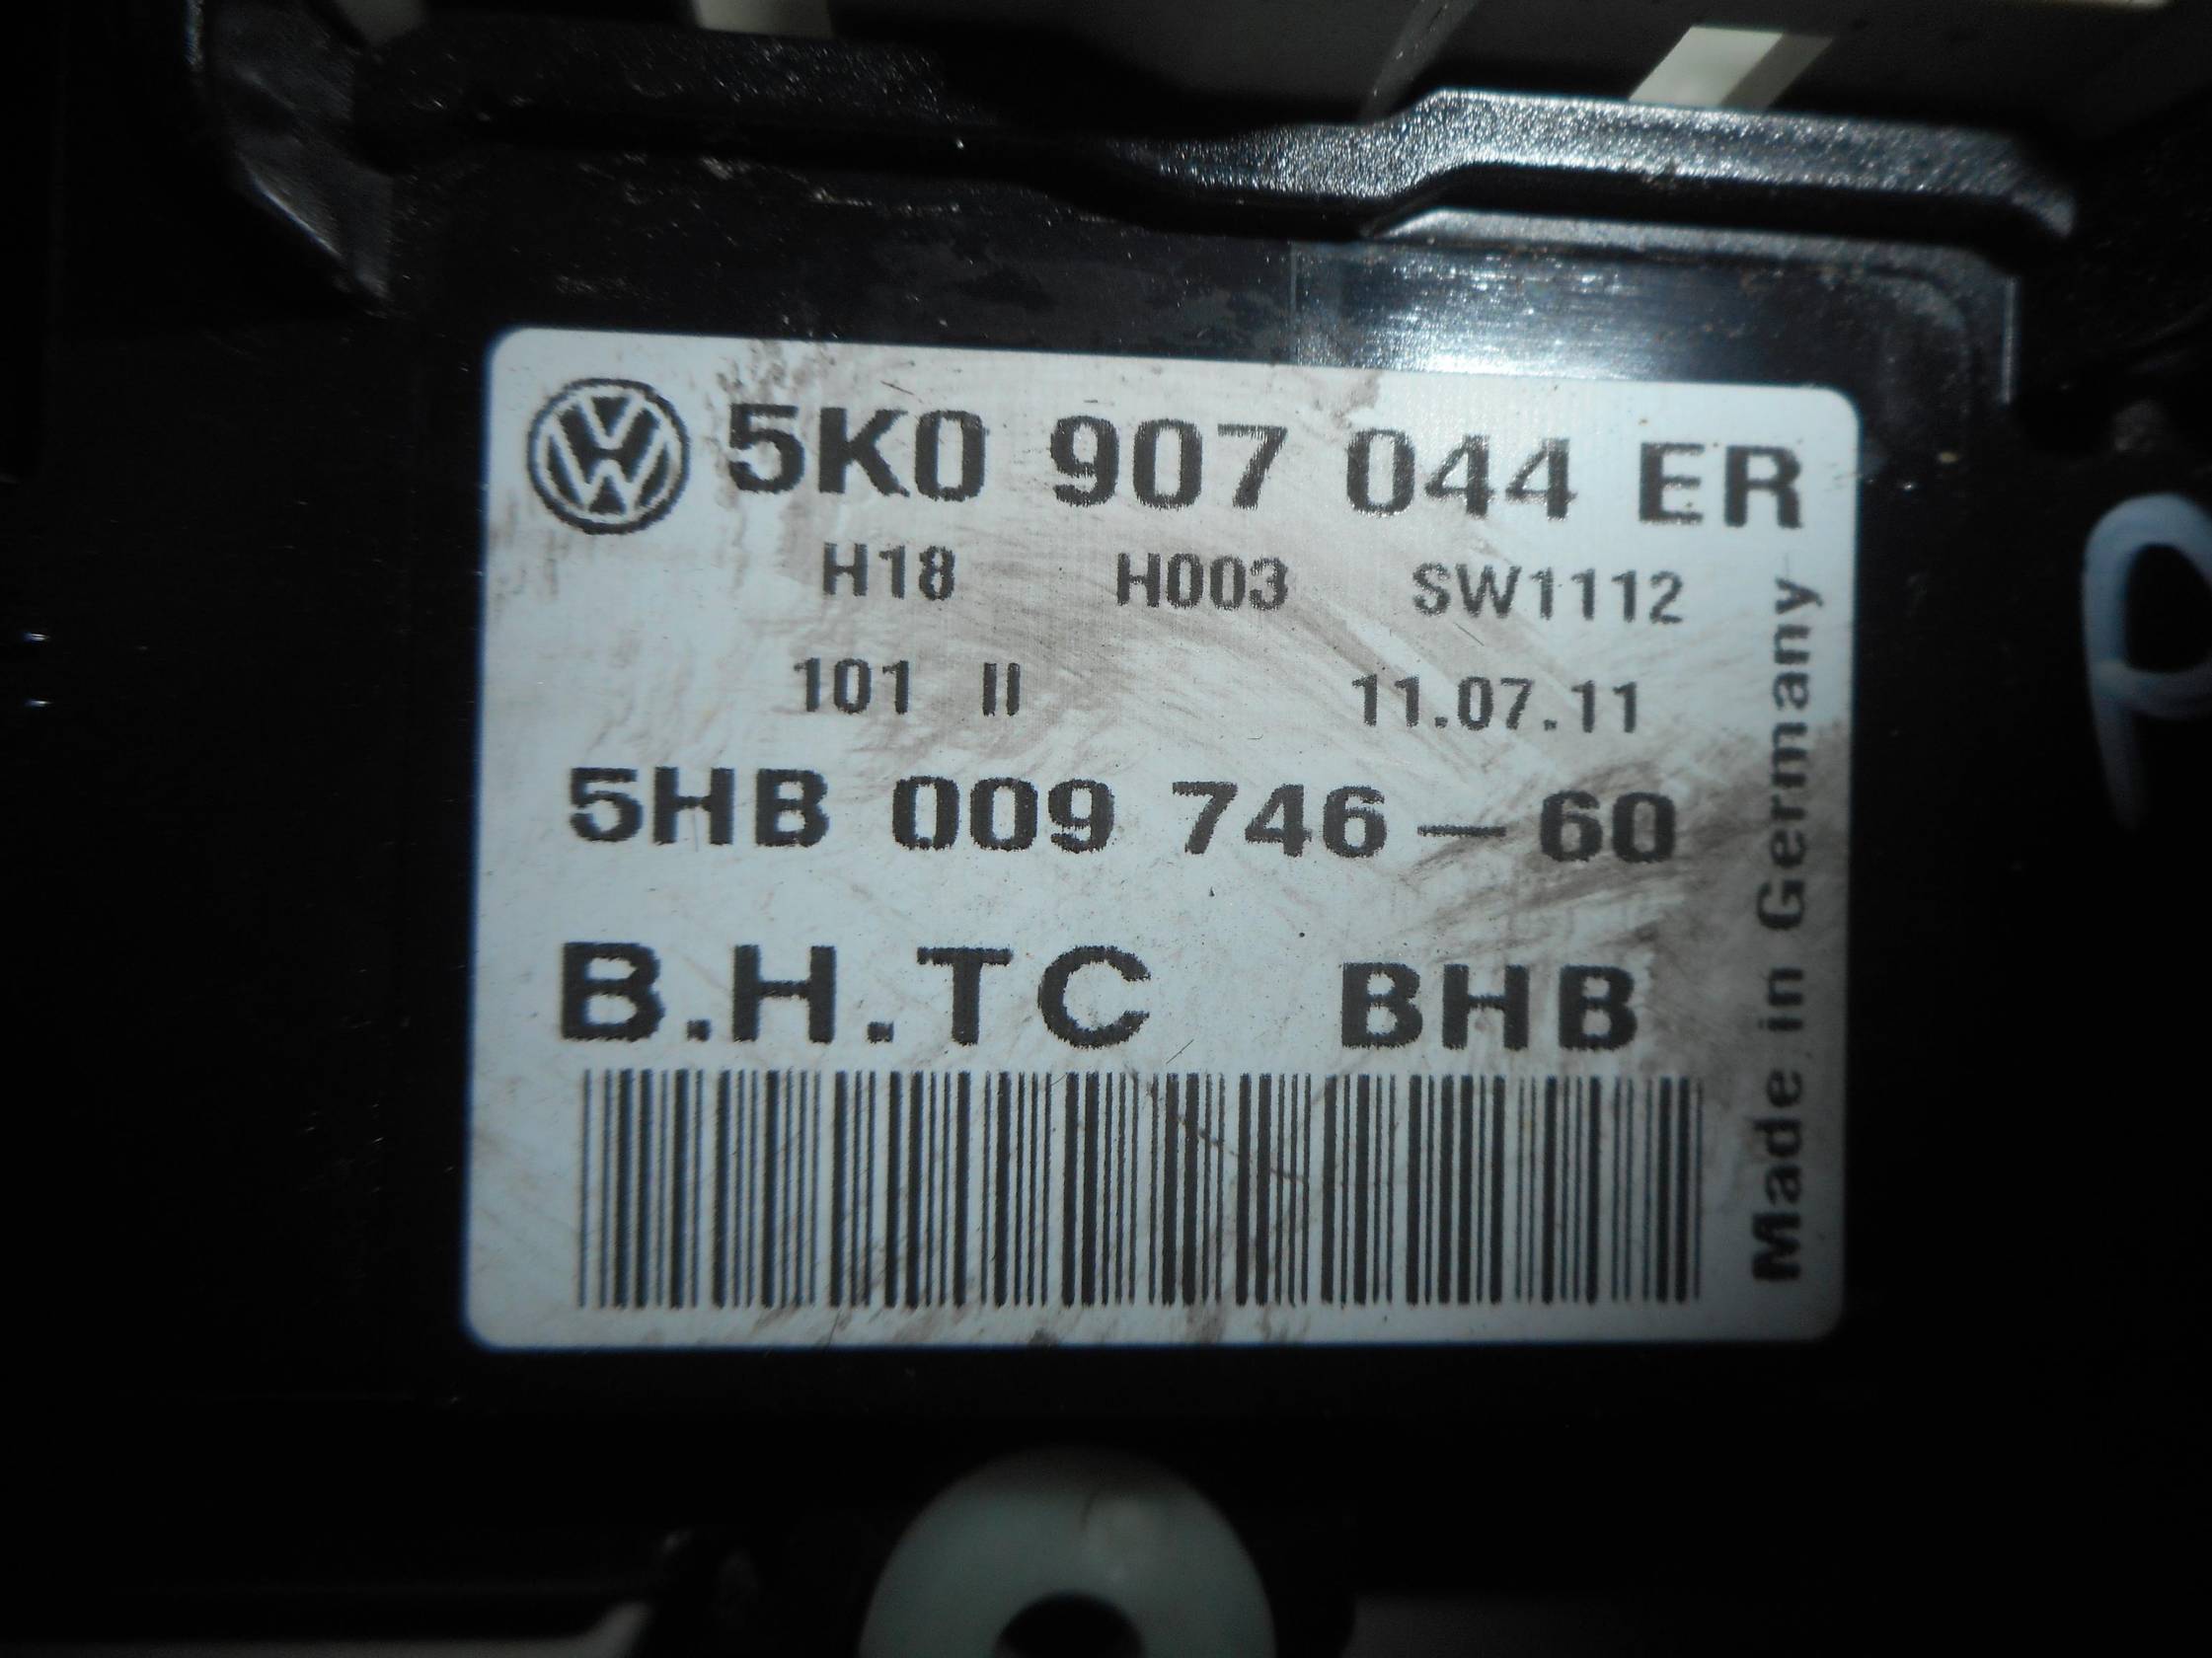 5K0 907 044 ER
H18 H003 SW1112
101 II 11.07.11
5HB 009 746-60
B.H.TC BHB
Made in Germany